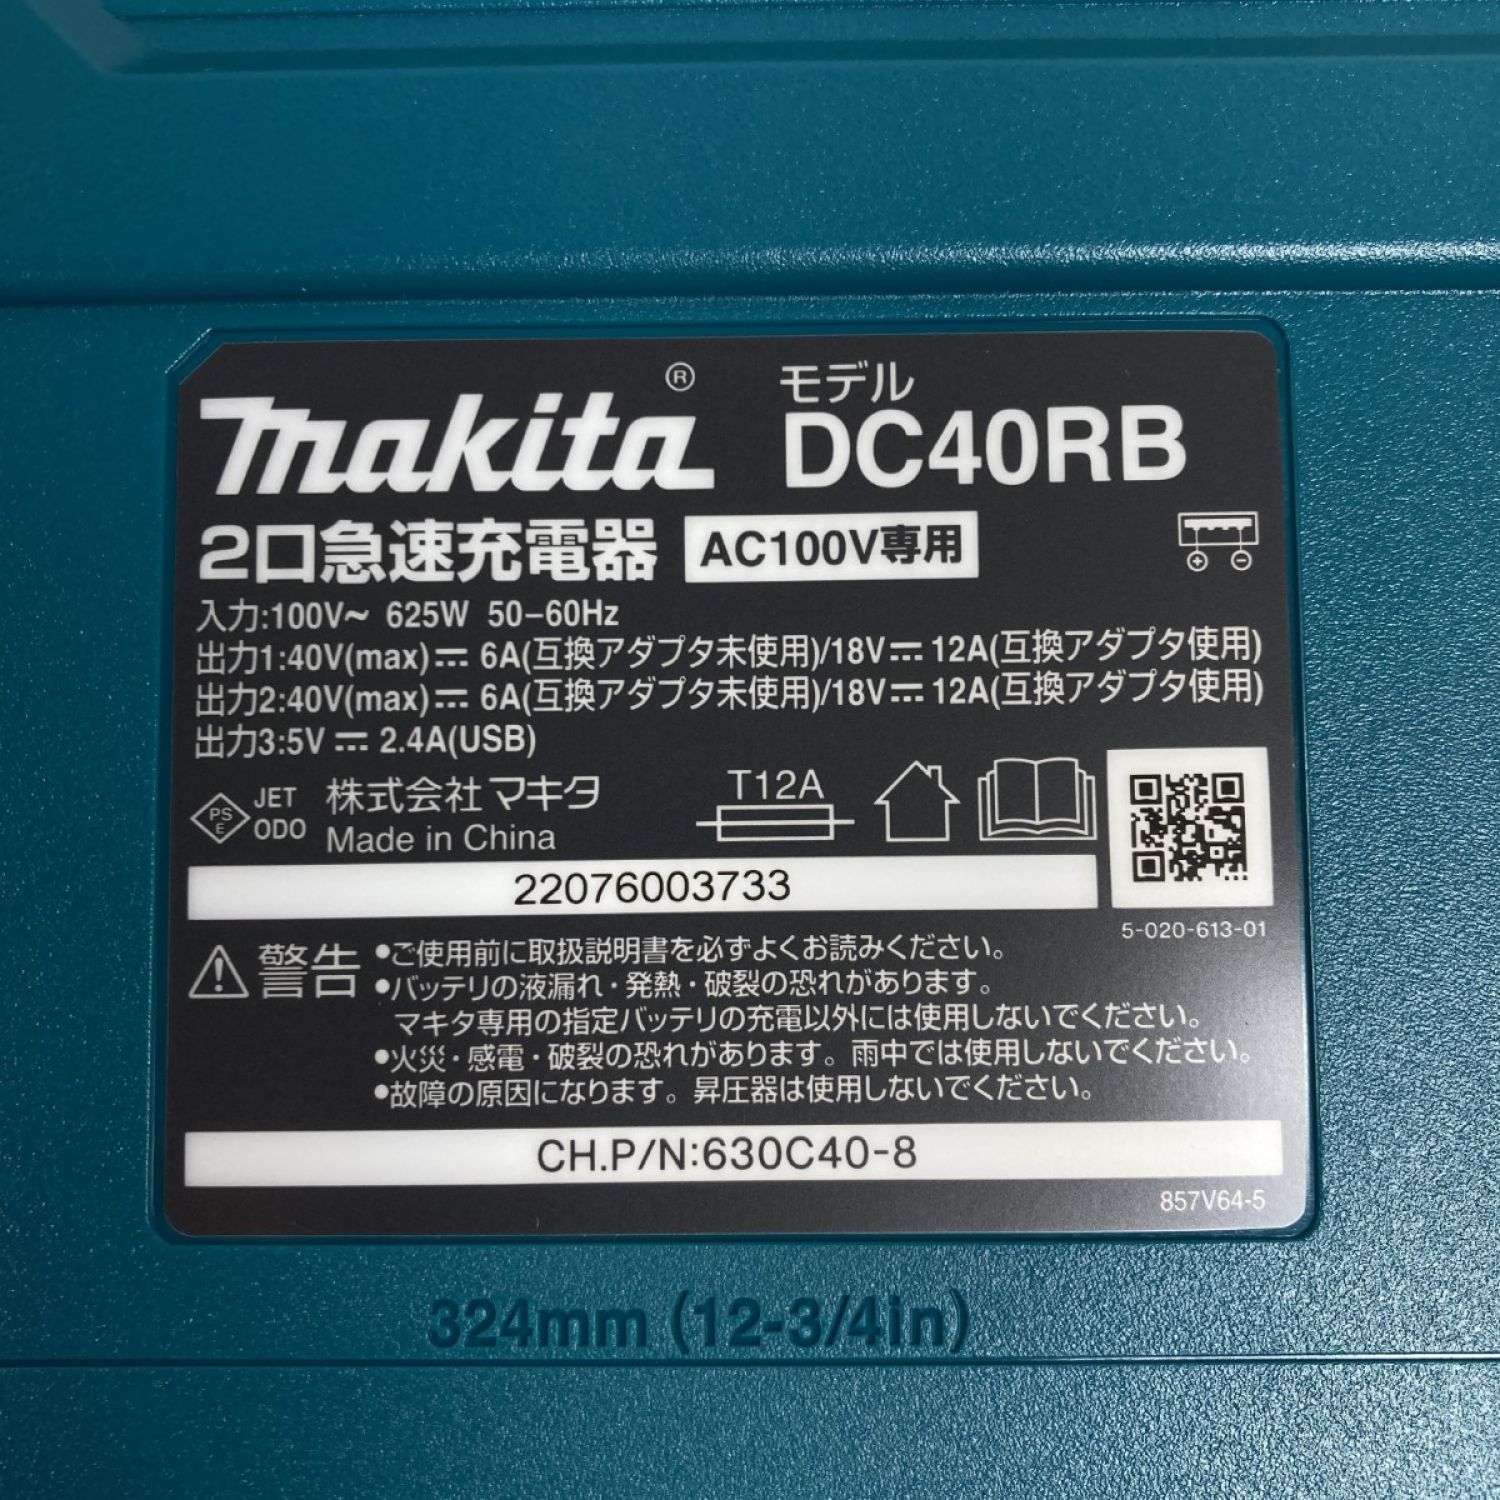 makita®
モデル
DC40RB
2口急速充電器 AC100V専用
入力:100V～ 625W 50–60Hz
出力1:40V(max)⎓ 6A(互換アダプタ未使用)/18V⎓ 12A(互換アダプタ使用)
出力2:40V(max)⎓ 6A(互換アダプタ未使用)/18V⎓ 12A(互換アダプタ使用)
出力3:5V⎓ 2.4A(USB)
PS
E
JET
ODO
株式会社マキタ
Made in China
T12A
22076003733
5-020-613-01
警告
•ご使用前に取扱説明書を必ずよくお読みください。
•バッテリの液漏れ・発熱・破裂の恐れがあります。
マキタ専用の指定バッテリの充電以外には使用しないでください。
•火災・感電・破裂の恐れがあります。雨中では使用しないでください。
•故障の原因になります。昇圧器は使用しないでください。
CH.P/N:630C40-8
857V64-5
324mm (12-3/4in)